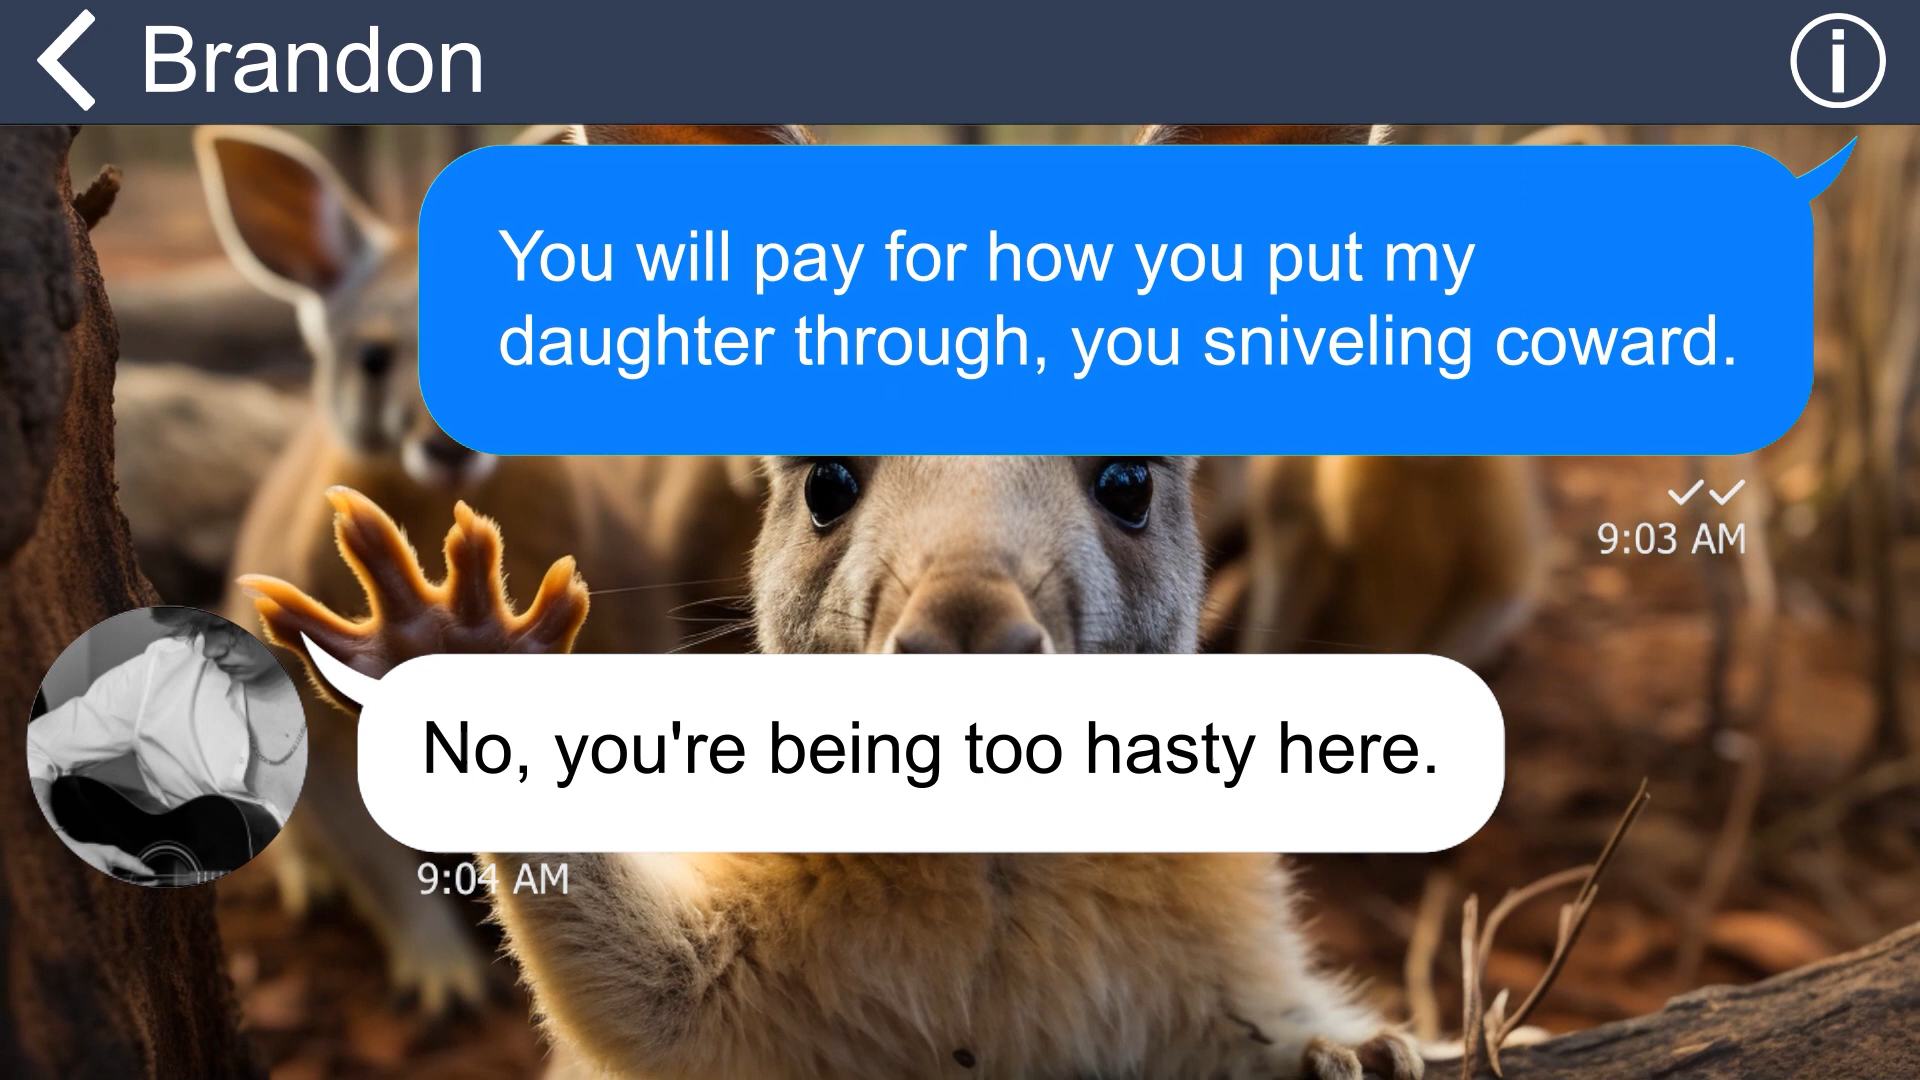 Brandon
You will pay for how you put my
daughter through, you sniveling coward.
9:03 AM
No, you're being too hasty here.
9:04 AM